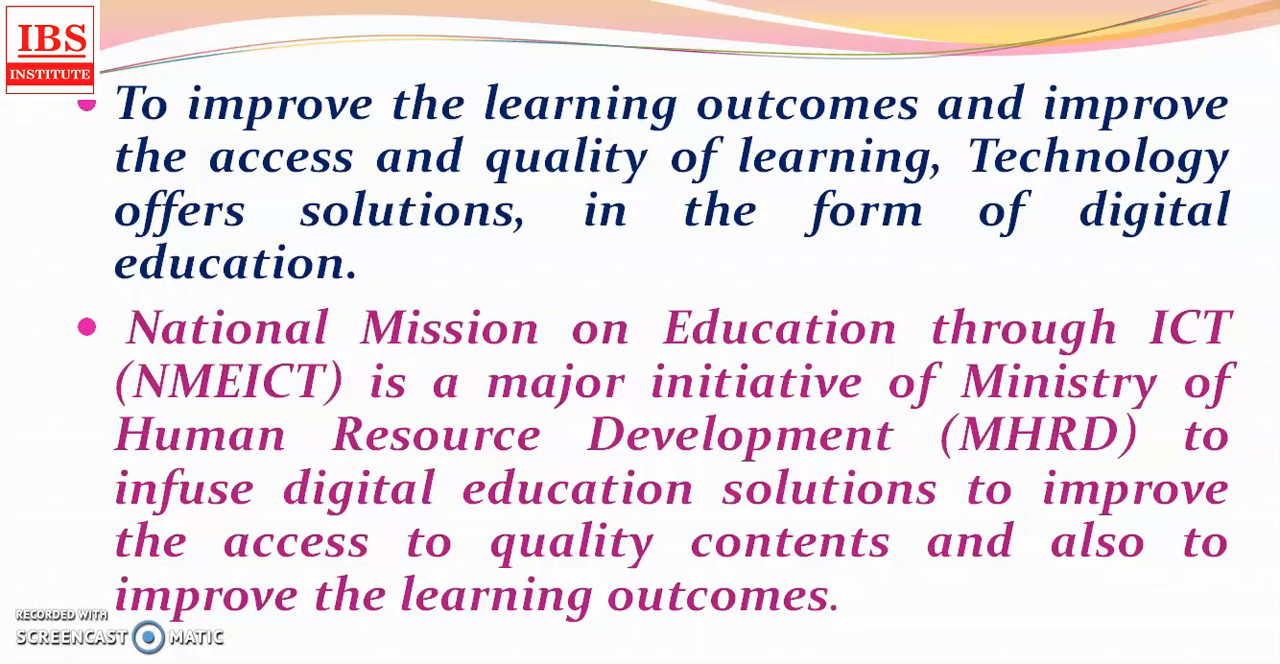 IBS
INSTITUTE
To improve the learning outcomes and improve
the access and quality of learning, Technology
offers solutions, in the form of digital
education.
National Mission on Education through ICT
(NMEICT) is a major initiative of Ministry of
Human Resource Development (MHRD) to
infuse digital education solutions to improve
the access to quality contents and also to
improve the learning outcomes.
RECORDED WITH
SCREENCAST MATIC